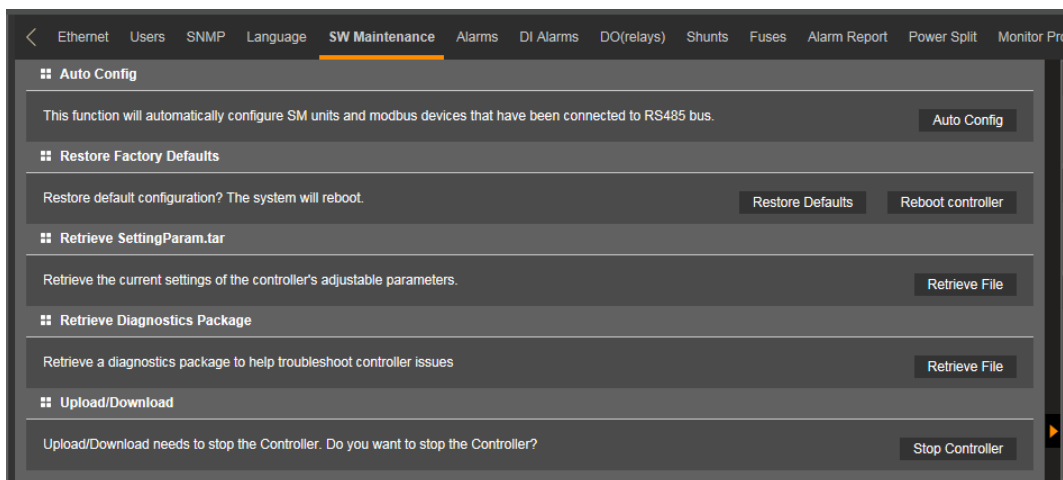 Ethernet Users SNMP Language SW Maintenance Alarms DI Alarms DO(relays) Shunts Fuses Alarm Report Power Split Monitor Pro
Auto Config
This function will automatically configure SM units and modbus devices that have been connected to RS485 bus. Auto Config
Restore Factory Defaults
Restore default configuration? The system will reboot. Restore Defaults Reboot controller
Retrieve SettingParam.tar
Retrieve the current settings of the controller's adjustable parameters. Retrieve File
Retrieve Diagnostics Package
Retrieve a diagnostics package to help troubleshoot controller issues Retrieve File
Upload/Download
Upload/Download needs to stop the Controller. Do you want to stop the Controller? Stop Controller